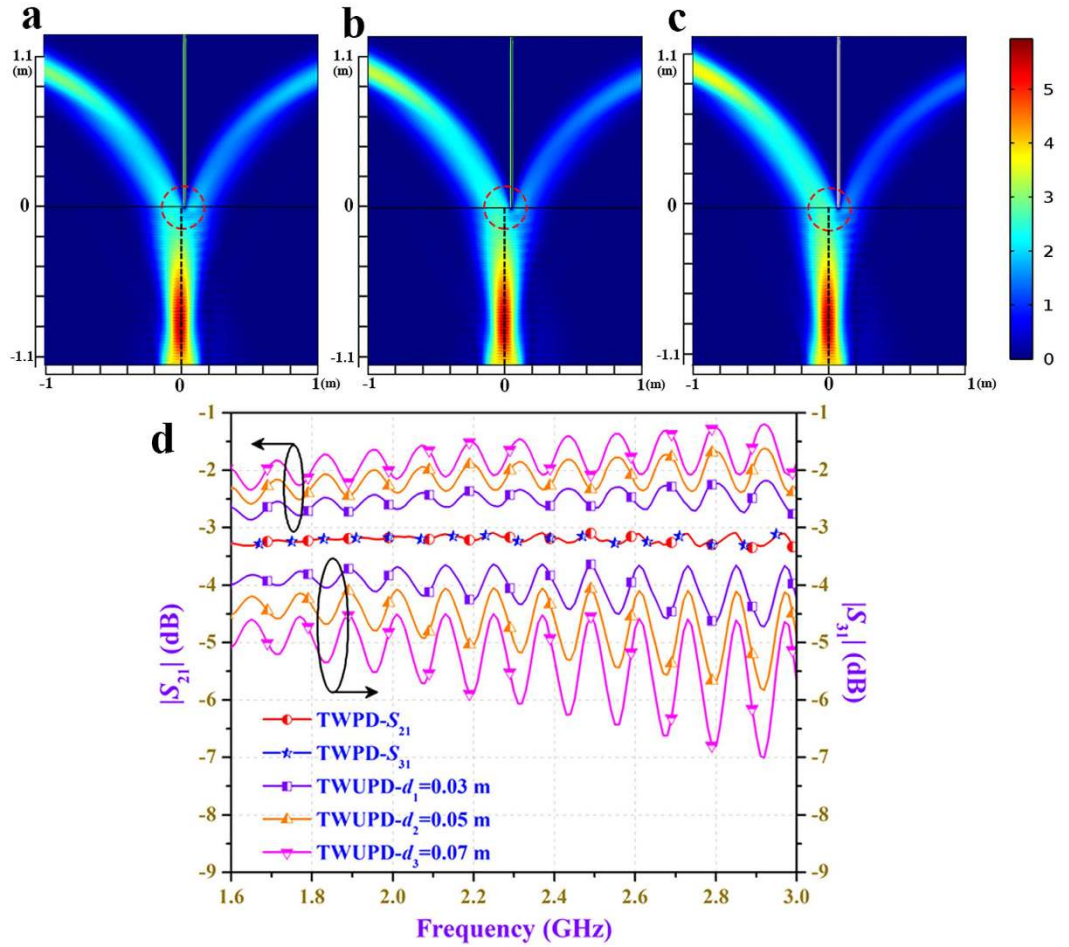 a
b
c
1.1
(m)
0
-1.1
-1
0
1(m)
1.1
(m)
0
-1.1
-1
0
1(m)
1.1
(m)
0
-1.1
-1
0
1(m)
5
4
3
2
1
0
d
-1
-2
-3
-4
-5
-6
-7
-8
-9
|S21| (dB)
-1
-2
-3
-4
-5
-6
-7
-8
-9
|S31| (dB)
TWPD-S21
TWPD-S31
TWUPD-d1=0.03 m
TWUPD-d2=0.05 m
TWUPD-d3=0.07 m
1.6 1.8 2.0 2.2 2.4 2.6 2.8 3.0
Frequency (GHz)